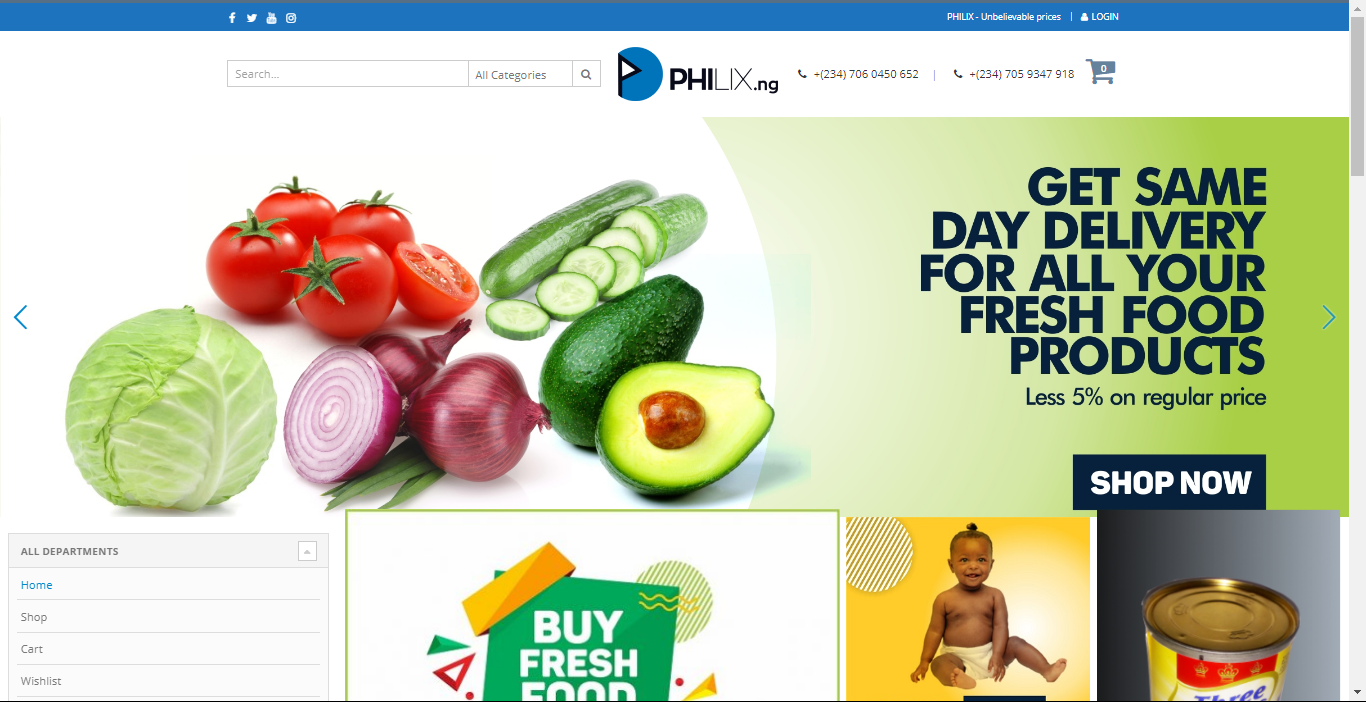 PHILIX - Unbelievable prices | LOGIN
Search...
All Categories
PHILIX.ng
+(234) 706 0450 652 | +(234) 705 9347 918
0
GET SAME
DAY DELIVERY
FOR ALL YOUR
FRESH FOOD
PRODUCTS
Less 5% on regular price
SHOP NOW
ALL DEPARTMENTS
Home
Shop
Cart
Wishlist
BUY
FRESH
FOOD
Three